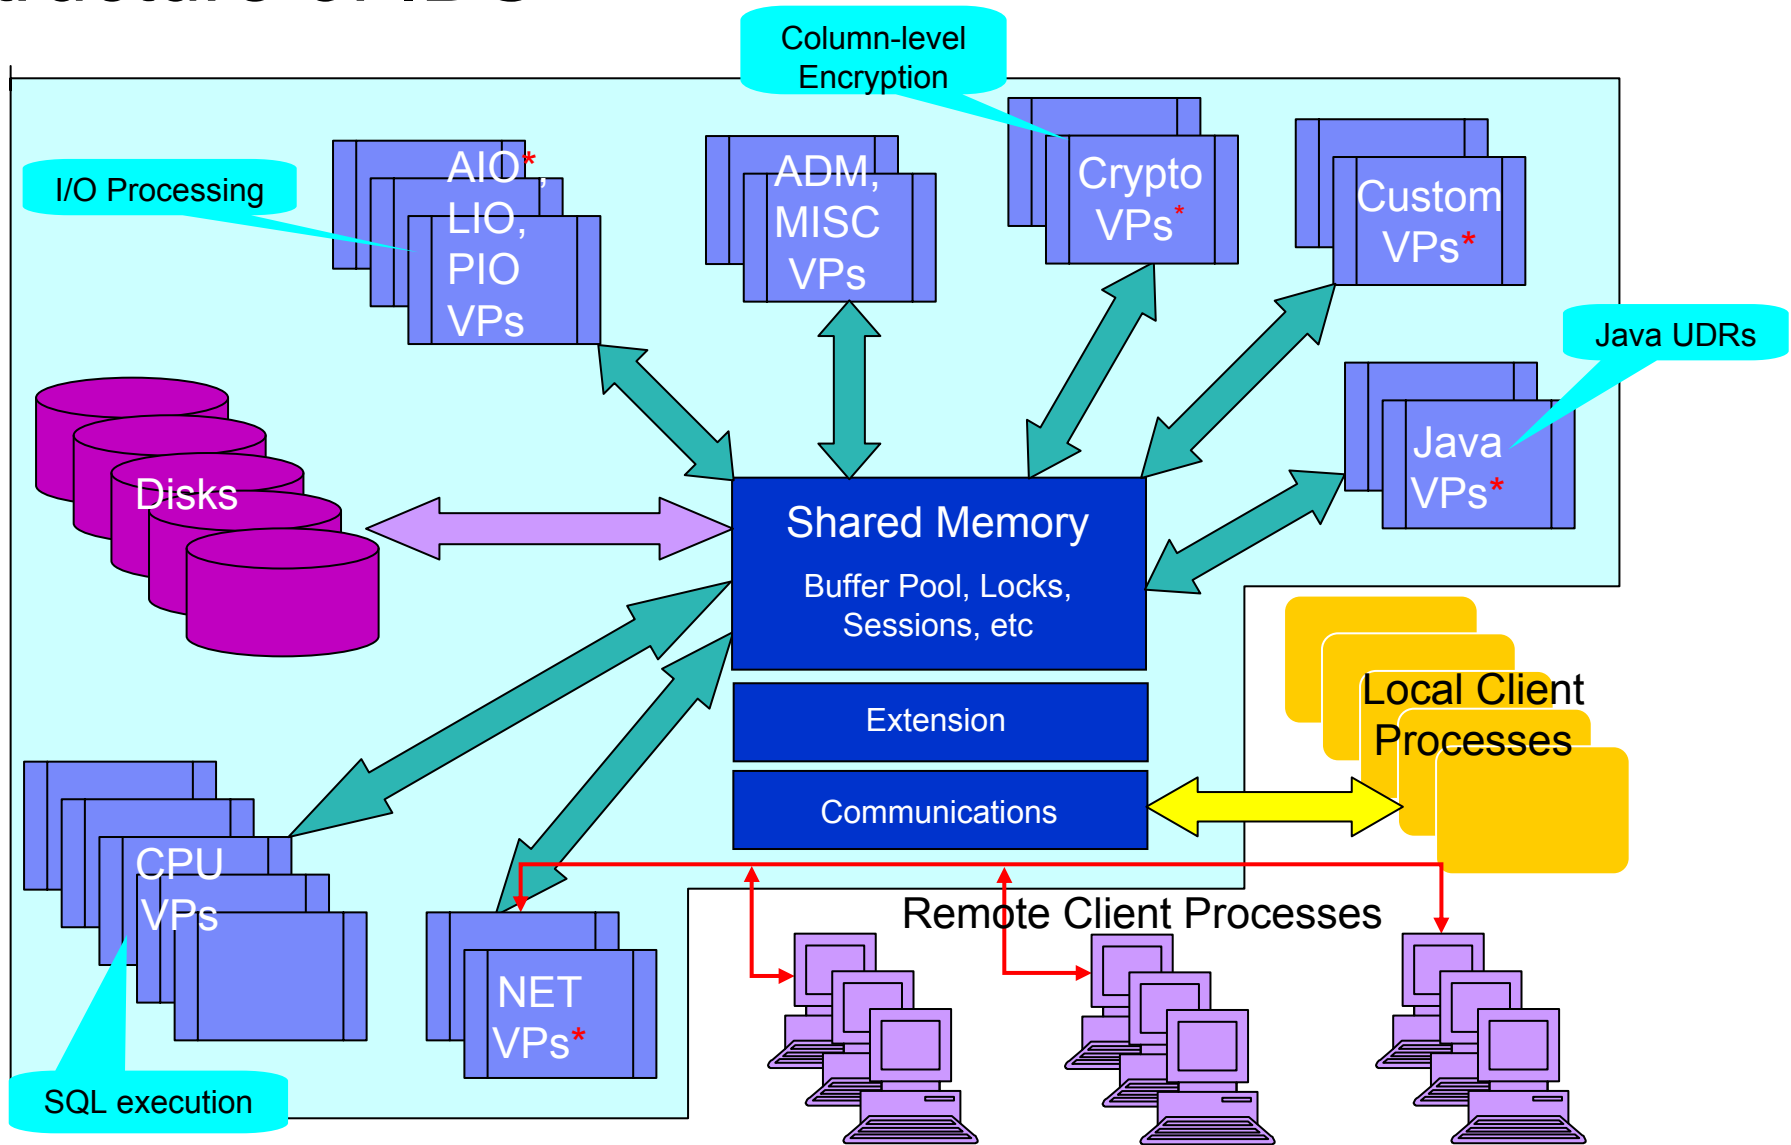 Column-level
Encryption
I/O Processing
AIO*,
LIO,
PIO
VPs
ADM,
MISC
VPs
Crypto
VPs*
Custom
VPs*
Java UDRs
Java
VPs*
Disks
Shared Memory
Buffer Pool, Locks,
Sessions, etc
Extension
Communications
Local Client
Processes
CPU
VPs
NET
VPs*
Remote Client Processes
SQL execution